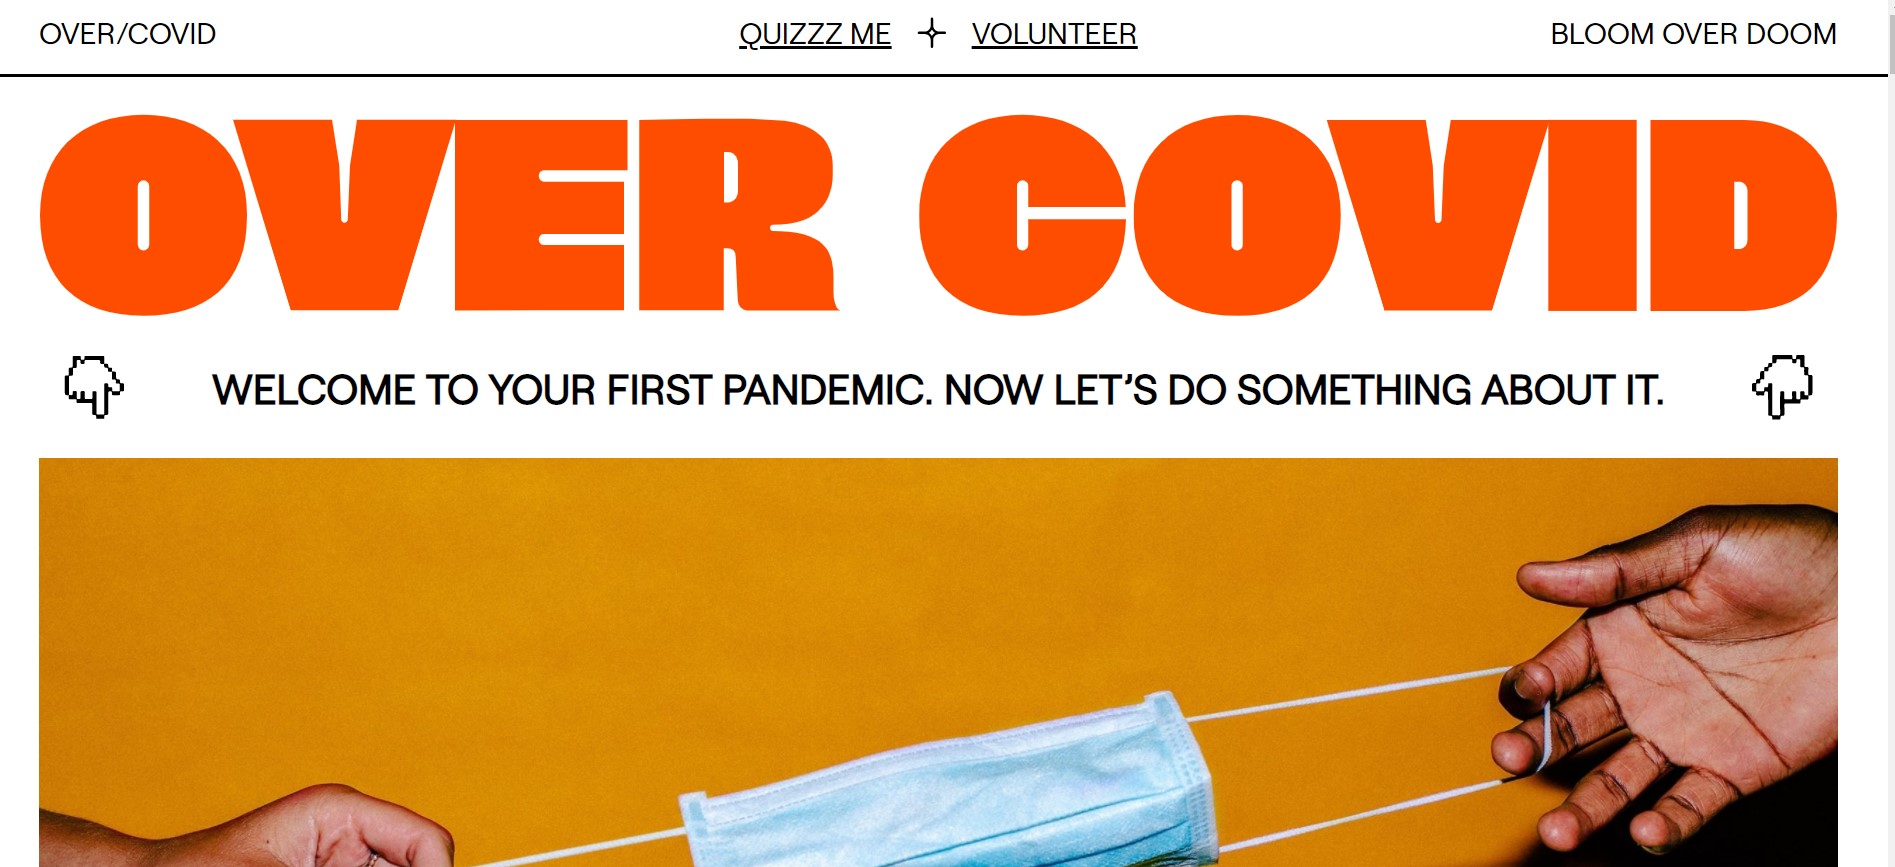 OVER/COVID
QUIZZZ ME
VOLUNTEER
BLOOM OVER DOOM
OVER COVID
WELCOME TO YOUR FIRST PANDEMIC. NOW LET’S DO SOMETHING ABOUT IT.